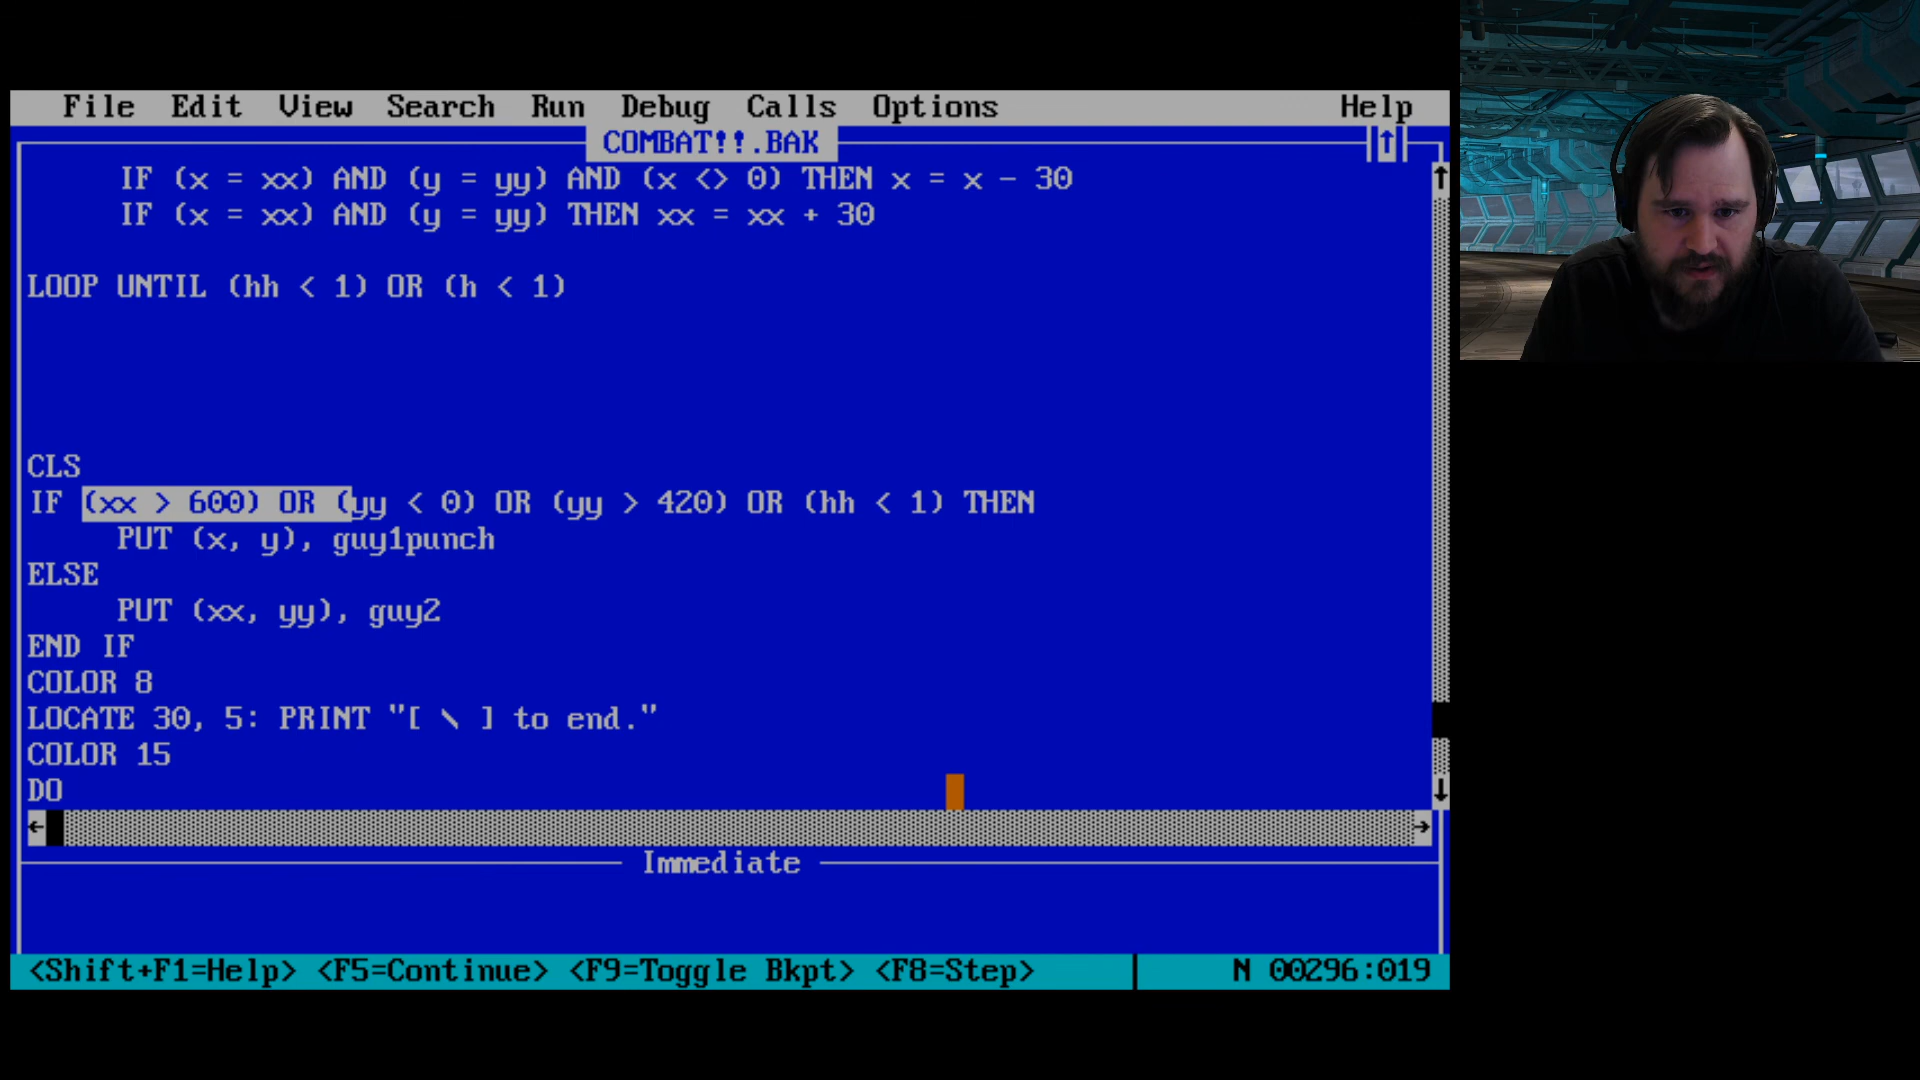 File Edit View Search Run Debug Calls Options Help
COMBAT!!.BAK
IF (x = xx) AND (y = yy) AND (x <> 0) THEN x = x - 30
IF (x = xx) AND (y = yy) THEN xx = xx + 30
LOOP UNTIL (hh < 1) OR (h < 1)
CLS
IF (xx > 600) OR (yy < 0) OR (yy > 420) OR (hh < 1) THEN
PUT (x, y), guy1punch
ELSE
PUT (xx, yy), guy2
END IF
COLOR 8
LOCATE 30, 5: PRINT "[ \ ] to end."
COLOR 15
DO
Immediate
<Shift+F1=Help> <F5=Continue> <F9=Toggle Bkpt> <F8=Step> N 00296:019